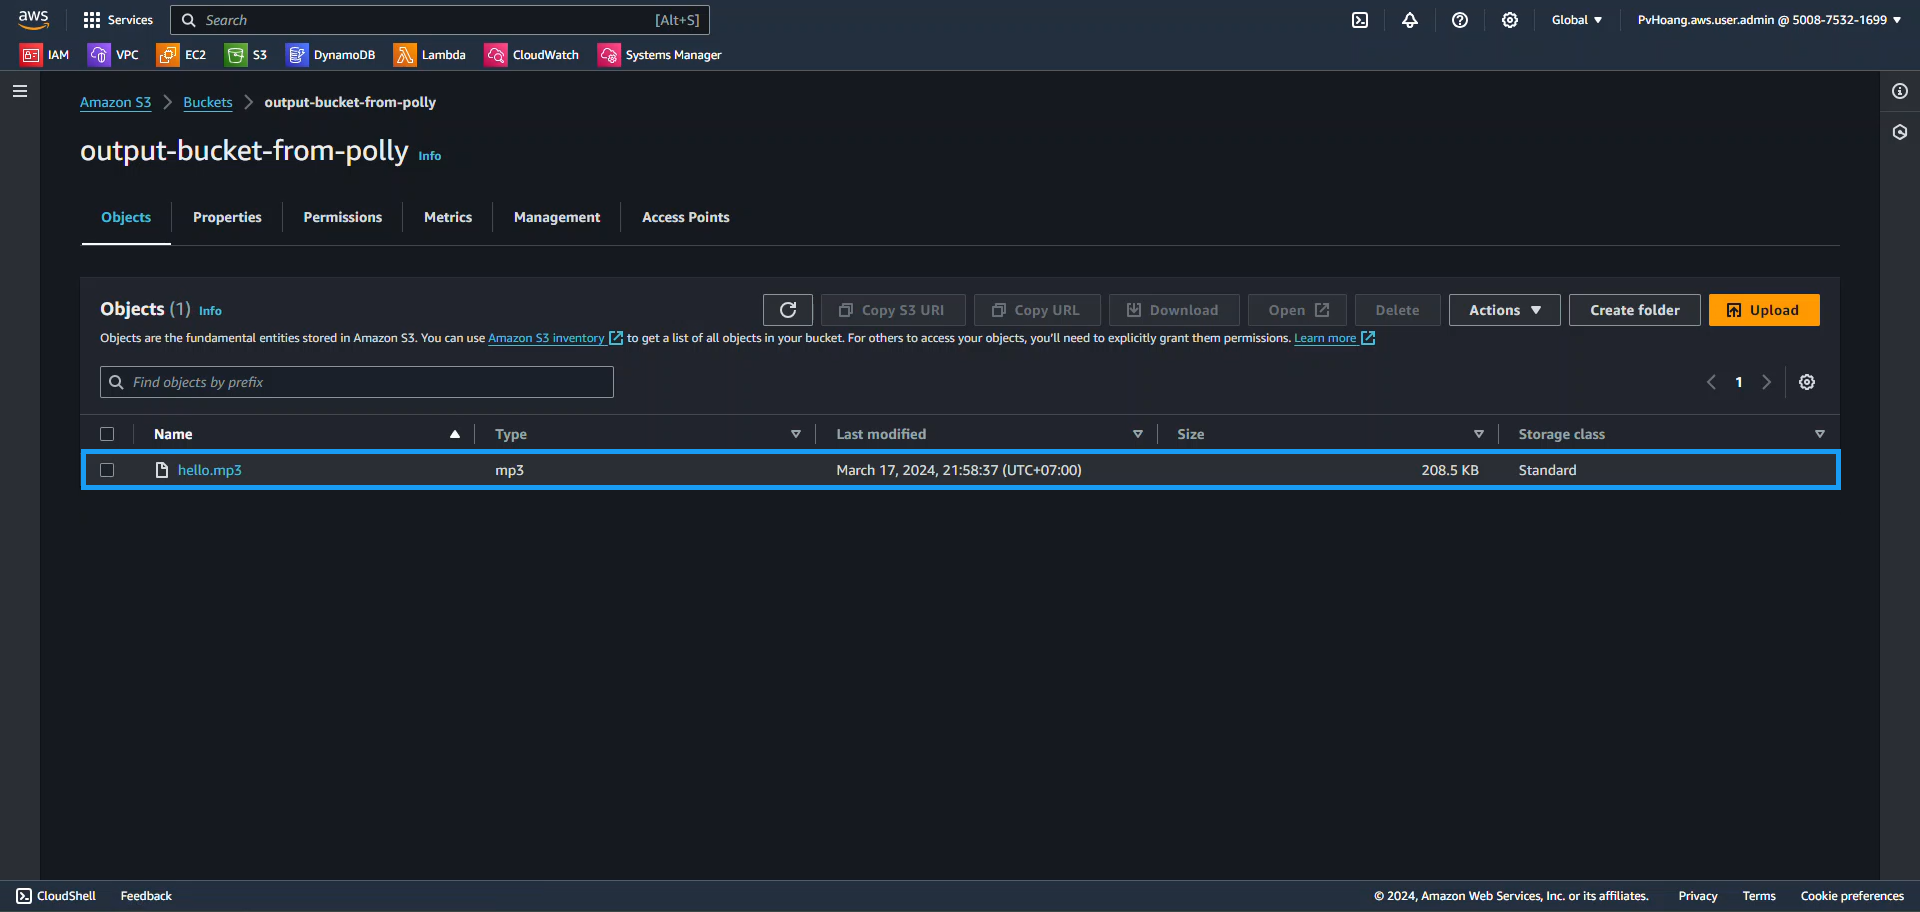 aws Services Search [Alt+S] Global PvHoang.aws.user.admin @ 5008-7532-1699
IAM VPC EC2 S3 DynamoDB Lambda CloudWatch Systems Manager
Amazon S3 Buckets output-bucket-from-polly
output-bucket-from-polly Info
Objects Properties Permissions Metrics Management Access Points
Objects (1) Info Copy S3 URI Copy URL Download Open Delete Actions Create folder Upload
Objects are the fundamental entities stored in Amazon S3. You can use Amazon S3 inventory to get a list of all objects in your bucket. For others to access your objects, you'll need to explicitly grant them permissions. Learn more
Find objects by prefix 1
Name Type Last modified Size Storage class
hello.mp3 mp3 March 17, 2024, 21:58:37 (UTC+07:00) 208.5 KB Standard
CloudShell Feedback © 2024, Amazon Web Services, Inc. or its affiliates. Privacy Terms Cookie preferences